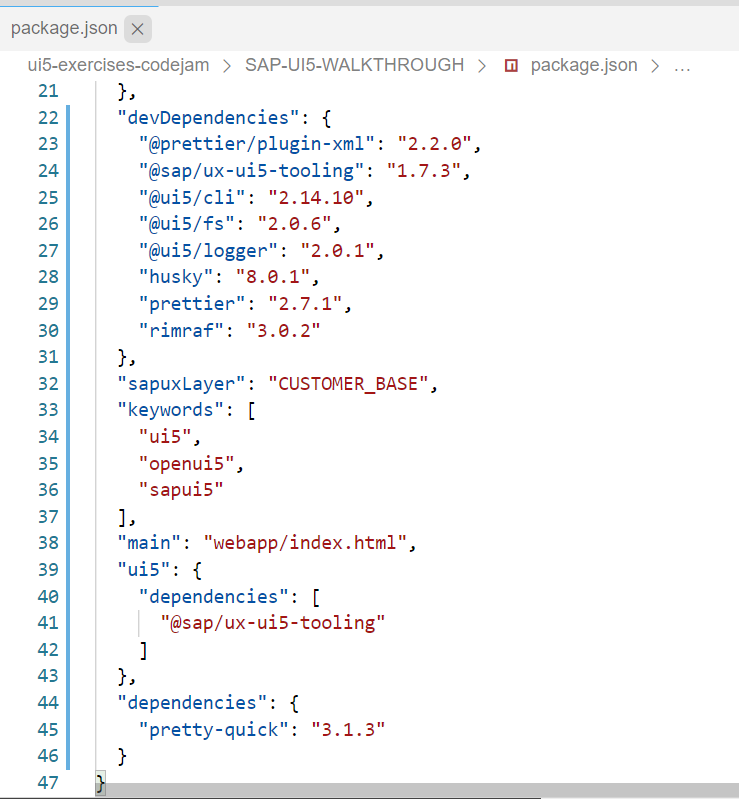 package.json
ui5-exercises-codejam > SAP-UI5-WALKTHROUGH > package.json > ...
21 },
22 "devDependencies": {
23 "@prettier/plugin-xml": "2.2.0",
24 "@sap/ux-ui5-tooling": "1.7.3",
25 "@ui5/cli": "2.14.10",
26 "@ui5/fs": "2.0.6",
27 "@ui5/logger": "2.0.1",
28 "husky": "8.0.1",
29 "prettier": "2.7.1",
30 "rimraf": "3.0.2"
31 },
32 "sapuxLayer": "CUSTOMER_BASE",
33 "keywords": [
34 "ui5",
35 "openui5",
36 "sapui5"
37 ],
38 "main": "webapp/index.html",
39 "ui5": {
40 "dependencies": [
41 "@sap/ux-ui5-tooling"
42 ]
43 },
44 "dependencies": {
45 "pretty-quick": "3.1.3"
46 }
47 }